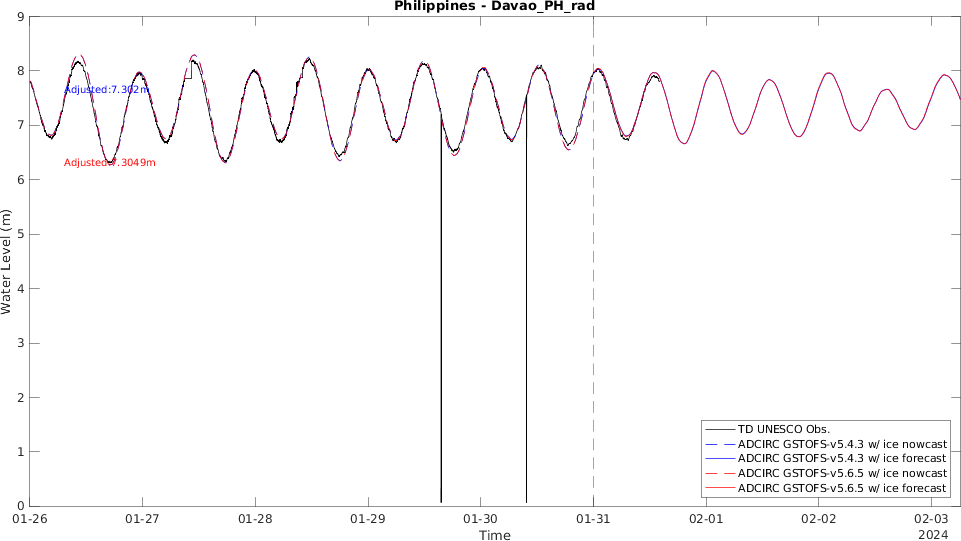 Philippines - Davao_PH_rad
9
8
7
6
5
4
3
2
1
0
Water Level (m)
Adjusted:7.302m
Adjusted:7.3049m
TD UNESCO Obs.
ADCIRC GSTOFS-v5.4.3 w/ ice nowcast
ADCIRC GSTOFS-v5.4.3 w/ ice forecast
ADCIRC GSTOFS-v5.6.5 w/ ice nowcast
ADCIRC GSTOFS-v5.6.5 w/ ice forecast
01-26 01-27 01-28 01-29 01-30 01-31 02-01 02-02 02-03
Time
2024